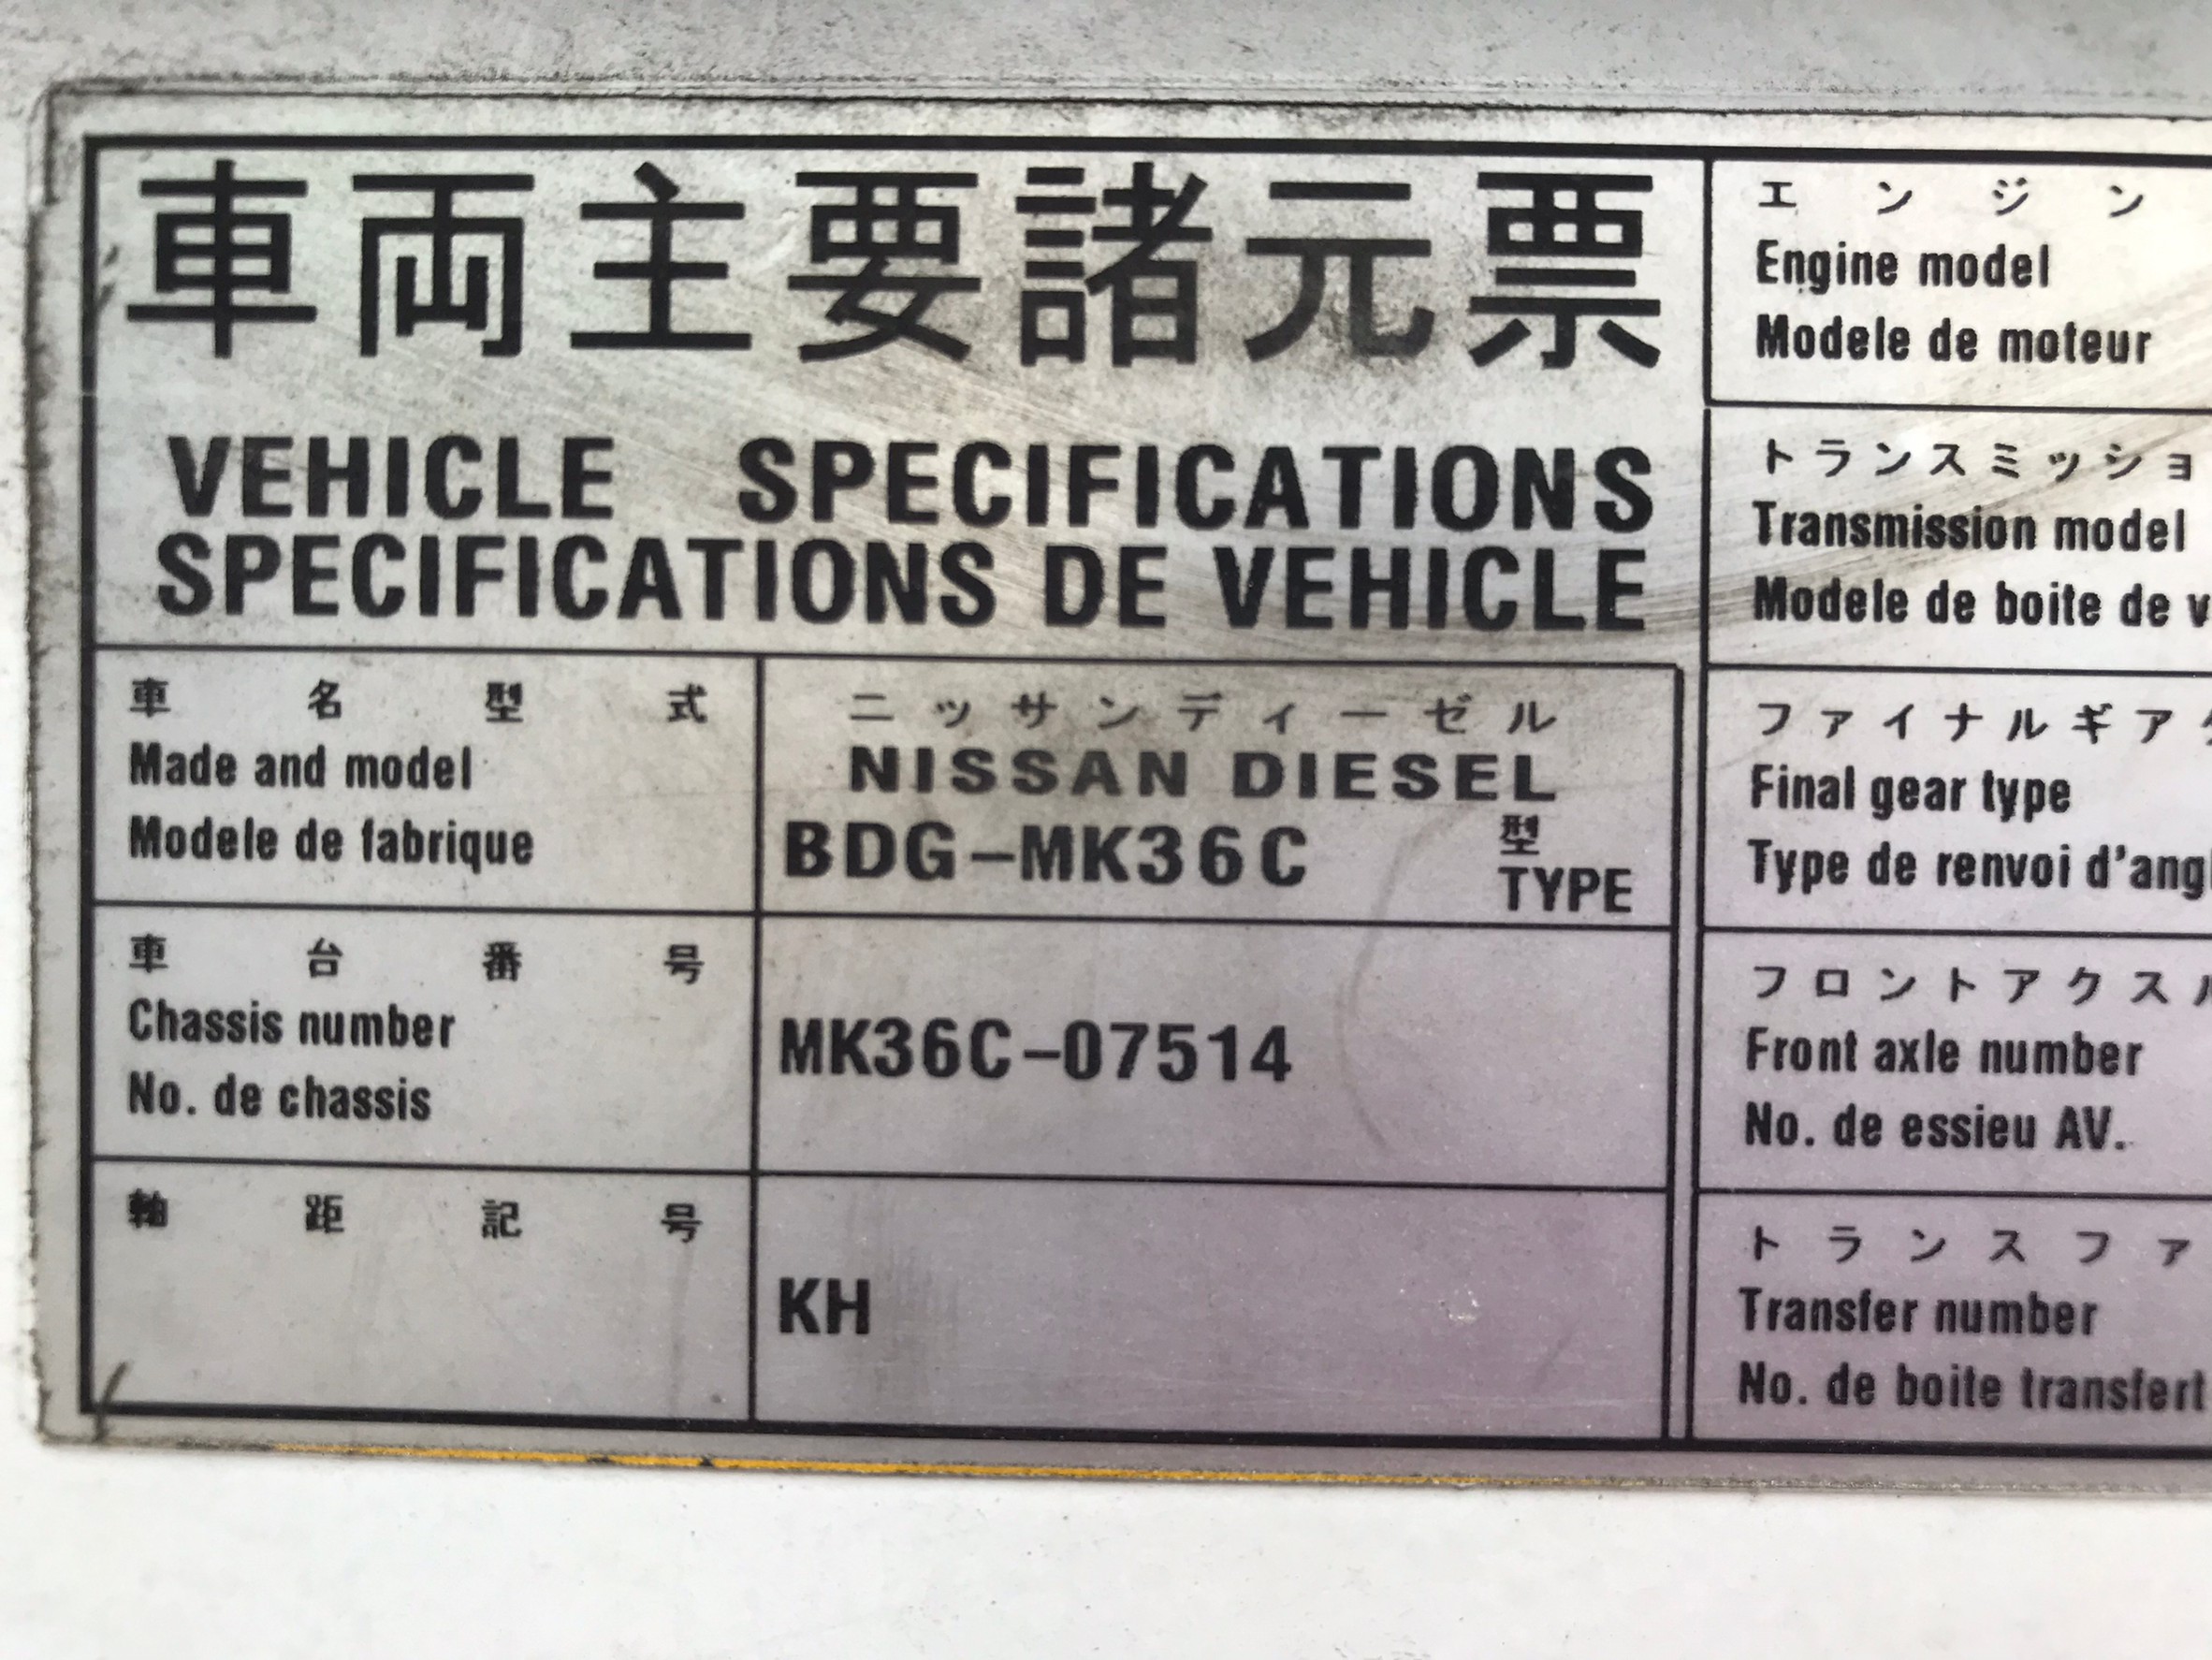 車両主要諸元票
VEHICLE SPECIFICATIONS
SPECIFICATIONS DE VEHICLE
車名型式
Made and model
Modele de fabrique
ニッサンディーゼル
NISSAN DIESEL
BDG-MK36C
型
TYPE
車台番号
Chassis number
No. de chassis
MK36C-07514
軸距記号
KH
エンジン
Engine model
Modele de moteur
トランスミッショ
Transmission model
Modele de boite de v
ファイナルギア
Final gear type
Type de renvoi d'angl
フロントアクス
Front axle number
No. de essieu AV.
トランスファ
Transfer number
No. de boite transfert